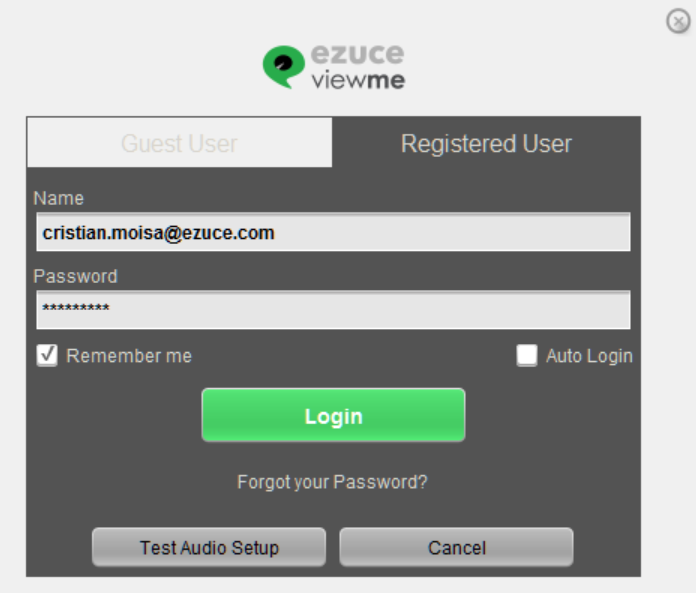 ezuce
viewme
Guest User
Registered User
Name
cristian.moisa@ezuce.com
Password
*********
Remember me
Auto Login
Login
Forgot your Password?
Test Audio Setup
Cancel